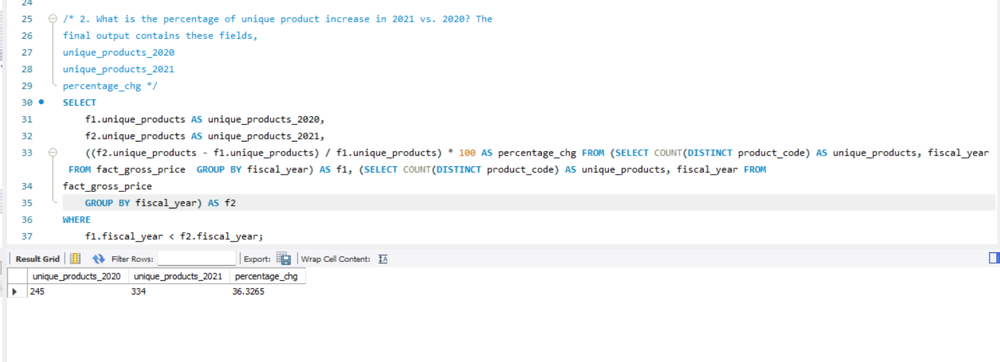 24
25 /* 2. What is the percentage of unique product increase in 2021 vs. 2020? The
26 final output contains these fields,
27 unique_products_2020
28 unique_products_2021
29 percentage_chg */
30 SELECT
31 f1.unique_products AS unique_products_2020,
32 f2.unique_products AS unique_products_2021,
33 ((f2.unique_products - f1.unique_products) / f1.unique_products) * 100 AS percentage_chg FROM (SELECT COUNT(DISTINCT product_code) AS unique_products, fiscal_year
FROM fact_gross_price GROUP BY fiscal_year) AS f1, (SELECT COUNT(DISTINCT product_code) AS unique_products, fiscal_year FROM
34 fact_gross_price
35 GROUP BY fiscal_year) AS f2
36 WHERE
37 f1.fiscal_year < f2.fiscal_year;
Result Grid Filter Rows: Export: Wrap Cell Content: IA
unique_products_2020 unique_products_2021 percentage_chg
245 334 36.3265